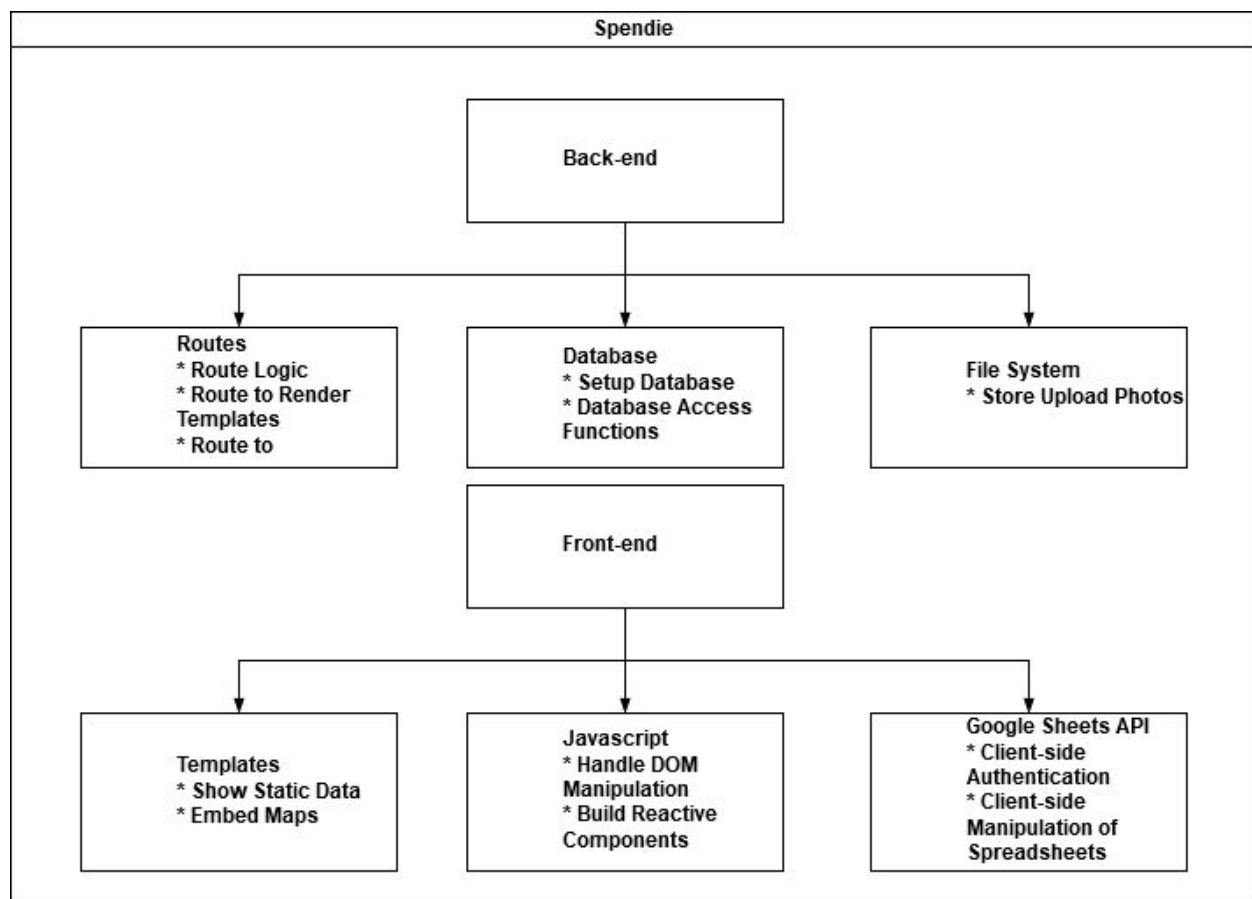 Spendie
Back-end
Routes
* Route Logic
* Route to Render
Templates
* Route to
Database
* Setup Database
* Database Access
Functions
File System
* Store Upload Photos
Front-end
Templates
* Show Static Data
* Embed Maps
Javascript
* Handle DOM
Manipulation
* Build Reactive
Components
Google Sheets API
* Client-side
Authentication
* Client-side
Manipulation of
Spreadsheets